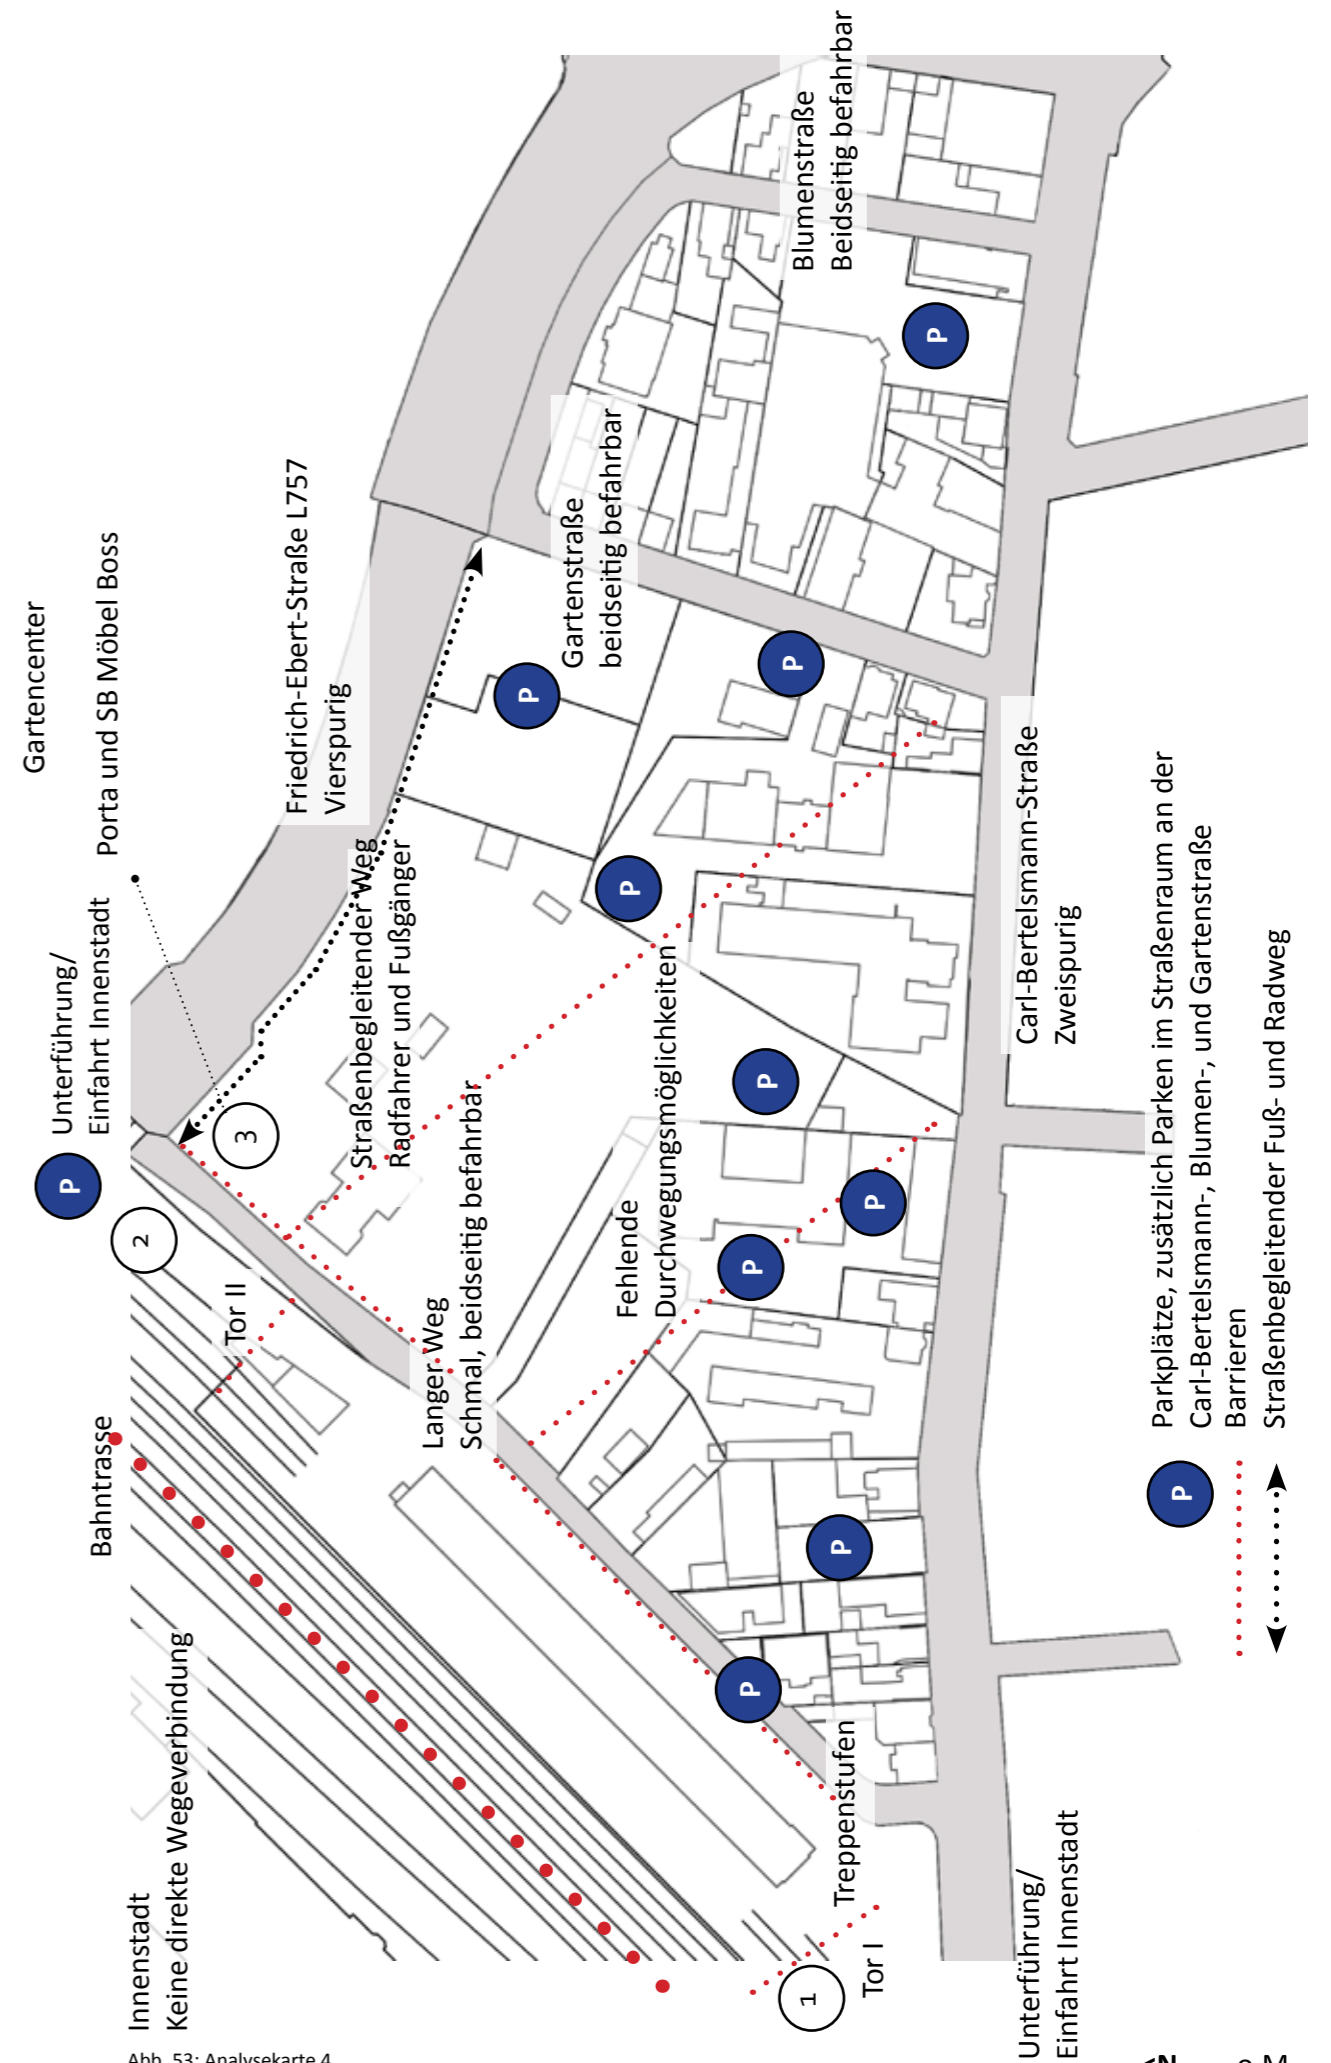 Gartencenter
Porta und SB Möbel Boss
Unterführung/
Einfahrt Innenstadt
P
2
3
Tor II
Bahntrasse
Innenstadt
Keine direkte Wegeverbindung
Friedrich-Ebert-Straße L757
Vierspurig
Straßenbegleitender Weg
Radfahrer und Fußgänger
Langer Weg
Schmal, beidseitig befahrbar
Gartenstraße
beidseitig befahrbar
Blumenstraße
Beidseitig befahrbar
Fehlende
Durchwegungsmöglichkeiten
P
P
P
P
P
P
P
P
P
Treppenstufen
Tor I
1
Carl-Bertelsmann-Straße
Zweispurig
Unterführung/
Einfahrt Innenstadt
P
Parkplätze, zusätzlich Parken im Straßenraum an der
Carl-Bertelsmann-, Blumen-, und Gartenstraße
Barrieren
Straßenbegleitender Fuß- und Radweg
Abb. 53: Analysekarte 4
N
o.M